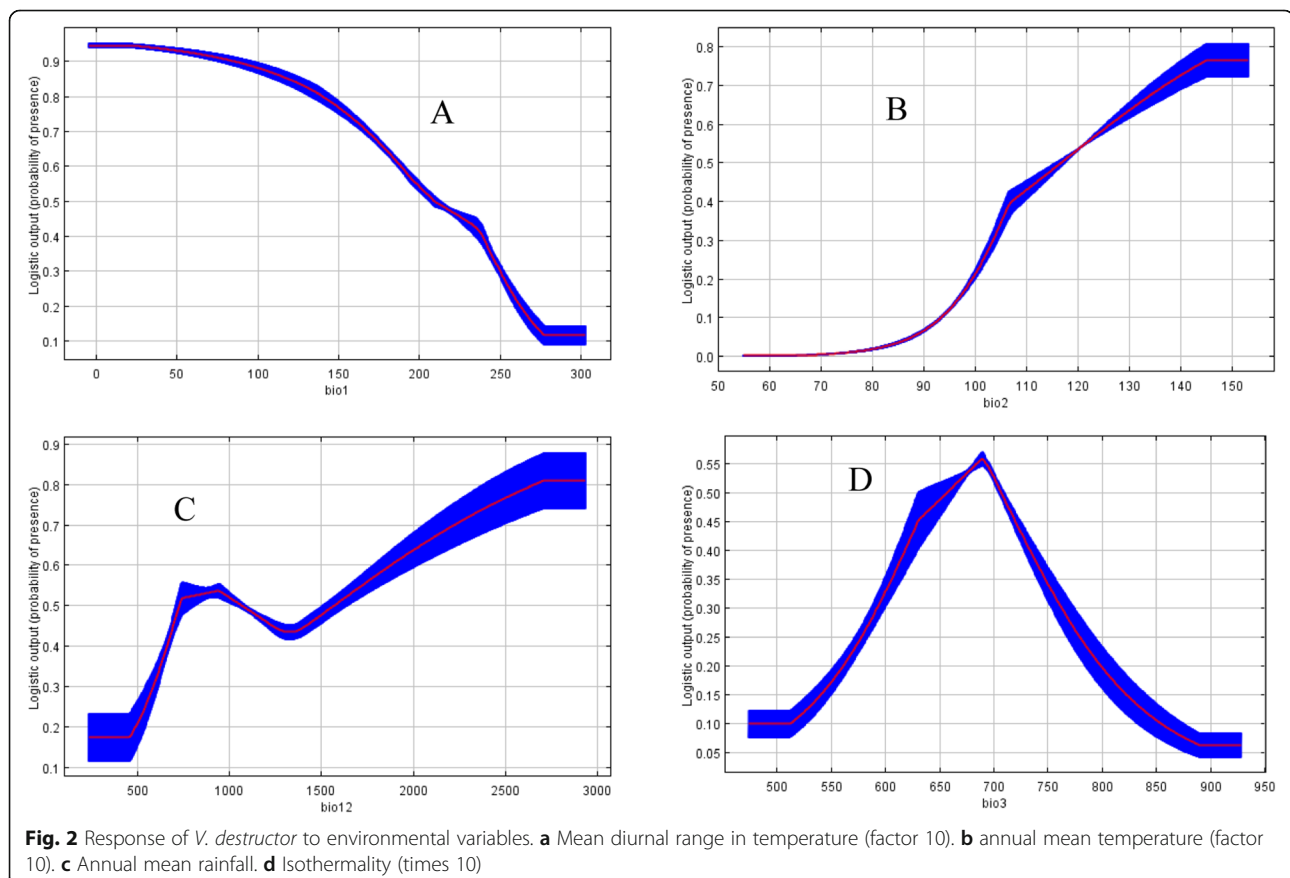 Logistic output (probability of presence)
0.9
0.8
0.7
0.6
0.5
0.4
0.3
0.2
0.1
A
0 50 100 150 200 250 300
bio1
Logistic output (probability of presence)
0.8
0.7
0.6
0.5
0.4
0.3
0.2
0.1
0.0
B
50 60 70 80 90 100 110 120 130 140 150
bio2
Logistic output (probability of presence)
0.9
0.8
0.7
0.6
0.5
0.4
0.3
0.2
0.1
C
500 1000 1500 2000 2500 3000
bio12
Logistic output (probability of presence)
0.55
0.50
0.45
0.40
0.35
0.30
0.25
0.20
0.15
0.10
0.05
D
500 550 600 650 700 750 800 850 900 950
bio3
Fig. 2 Response of V. destructor to environmental variables. a Mean diurnal range in temperature (factor 10). b annual mean temperature (factor
10). c Annual mean rainfall. d Isothermality (times 10)